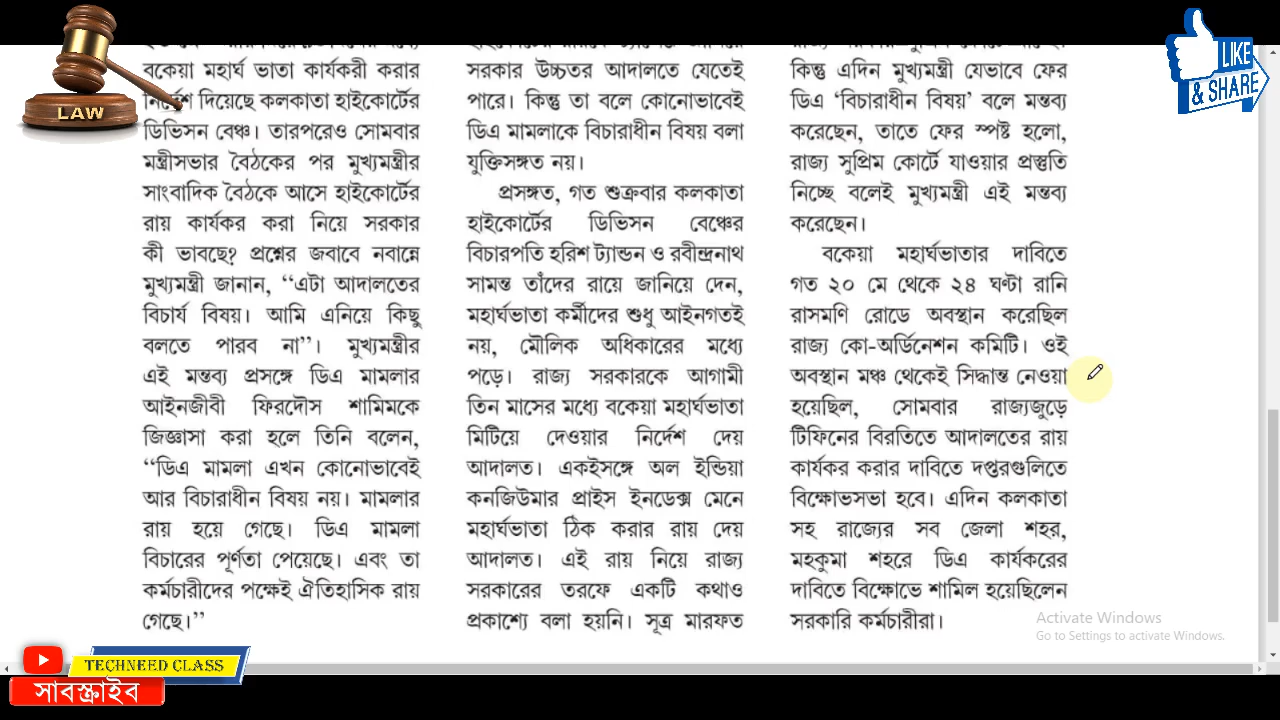 বকেয়া মহার্ঘ ভাতা কার্যকরী করার
নির্দেশ দিয়েছে কলকাতা হাইকোর্টের
ডিভিসন বেঞ্চ। তারপরেও সোমবার
মন্ত্রীসভার বৈঠকের পর মুখ্যমন্ত্রীর
সাংবাদিক বৈঠকে আসে হাইকোর্টের
রায় কার্যকর করা নিয়ে সরকার
কী ভাবছে? প্রশ্নের জবাবে নবান্নে
মুখ্যমন্ত্রী জানান, ‘‘এটা আদালতের
বিচার্য বিষয়। আমি এনিয়ে কিছু
বলতে পারব না’’। মুখ্যমন্ত্রীর
এই মন্তব্য প্রসঙ্গে ডিএ মামলার
আইনজীবী ফিরদৌস শামিমকে
জিজ্ঞাসা করা হলে তিনি বলেন,
‘‘ডিএ মামলা এখন কোনোভাবেই
আর বিচারাধীন বিষয় নয়। মামলার
রায় হয়ে গেছে। ডিএ মামলা
বিচারের পূর্ণতা পেয়েছে। এবং তা
কর্মচারীদের পক্ষেই ঐতিহাসিক রায়
গেছে।’’
সরকার উচ্চতর আদালতে যেতেই
পারে। কিন্তু তা বলে কোনোভাবেই
ডিএ মামলাকে বিচারাধীন বিষয় বলা
যুক্তিসঙ্গত নয়।
প্রসঙ্গত, গত শুক্রবার কলকাতা
হাইকোর্টের ডিভিসন বেঞ্চের
বিচারপতি হরিশ ট্যান্ডন ও রবীন্দ্রনাথ
সামন্ত তাঁদের রায়ে জানিয়ে দেন,
মহার্ঘভাতা কর্মীদের শুধু আইনগতই
নয়, মৌলিক অধিকারের মধ্যে
পড়ে। রাজ্য সরকারকে আগামী
তিন মাসের মধ্যে বকেয়া মহার্ঘভাতা
মিটিয়ে দেওয়ার নির্দেশ দেয়
আদালত। একইসঙ্গে অল ইন্ডিয়া
কনজিউমার প্রাইস ইনডেক্স মেনে
মহার্ঘভাতা ঠিক করার রায় দেয়
আদালত। এই রায় নিয়ে রাজ্য
সরকারের তরফে একটি কথাও
প্রকাশ্যে বলা হয়নি। সূত্র মারফত
কিন্তু এদিন মুখ্যমন্ত্রী যেভাবে ফের
ডিএ ‘বিচারাধীন বিষয়’ বলে মন্তব্য
করেছেন, তাতে ফের স্পষ্ট হলো,
রাজ্য সুপ্রিম কোর্টে যাওয়ার প্রস্তুতি
নিচ্ছে বলেই মুখ্যমন্ত্রী এই মন্তব্য
করেছেন।
বকেয়া মহার্ঘভাতার দাবিতে
গত ২০ মে থেকে ২৪ ঘণ্টা রানি
রাসমণি রোডে অবস্থান করেছিল
রাজ্য কো-অর্ডিনেশন কমিটি। ওই
অবস্থান মঞ্চ থেকেই সিদ্ধান্ত নেওয়া
হয়েছিল, সোমবার রাজ্যজুড়ে
টিফিনের বিরতিতে আদালতের রায়
কার্যকর করার দাবিতে দপ্তরগুলিতে
বিক্ষোভসভা হবে। এদিন কলকাতা
সহ রাজ্যের সব জেলা শহর,
মহকুমা শহরে ডিএ কার্যকরের
দাবিতে বিক্ষোভে শামিল হয়েছিলেন
সরকারি কর্মচারীরা।
LAW
LIKE
& SHARE
Activate Windows
Go to Settings to activate Windows.
TECHNEED CLASS
সাবস্ক্রাইব